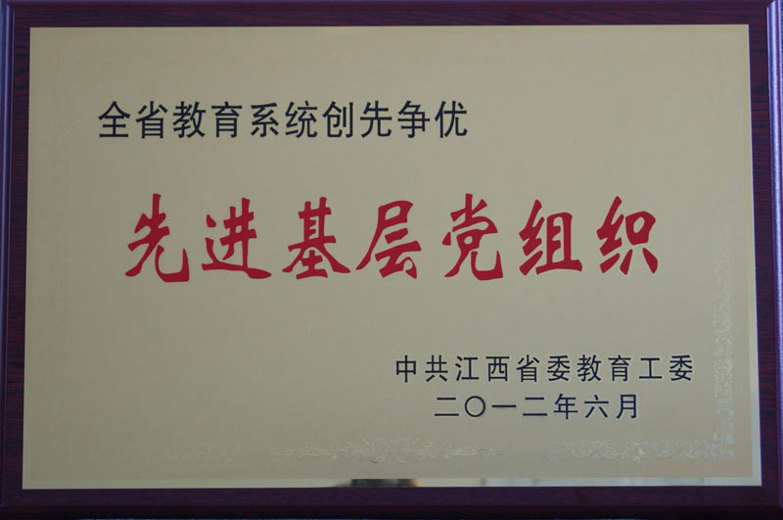 全省教育系统创先争优
先进基层党组织
中共江西省委教育工委
二〇一二年六月